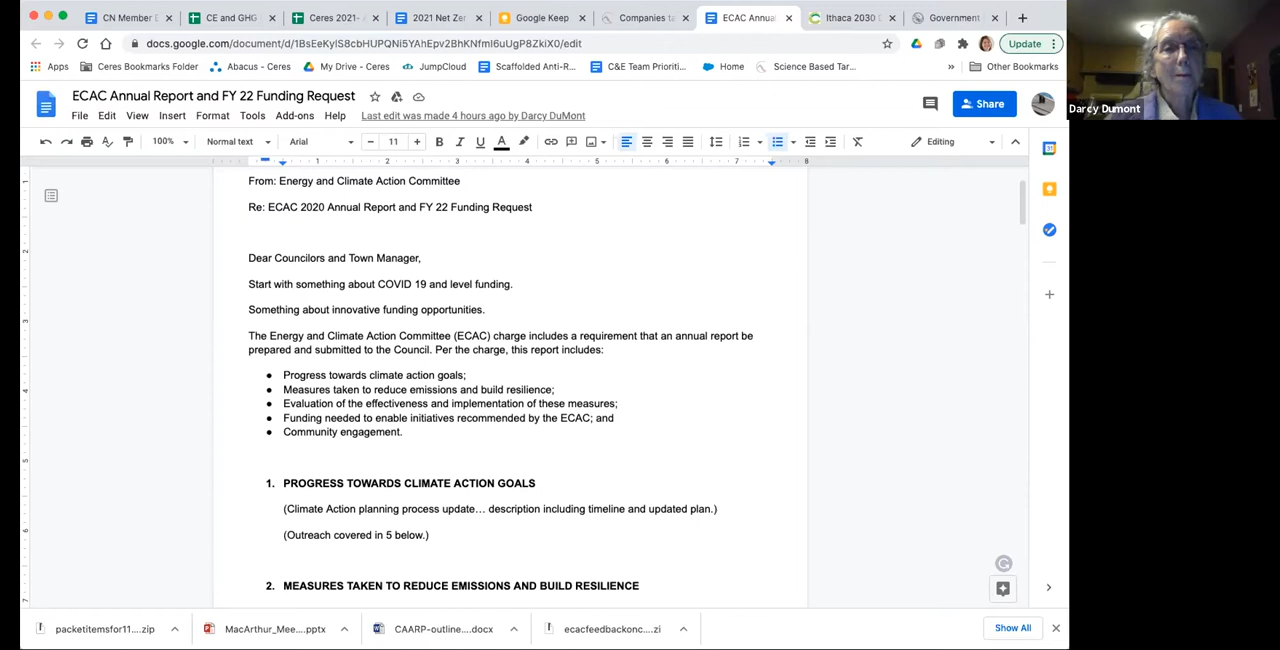 CN Member E
CE and GHG
Ceres 2021-
2021 Net Zer
Google Keep
Companies ta
ECAC Annual
Ithaca 2030
Government
docs.google.com/document/d/1BsEeKyIS8cbHUPQNi5YAhEpv2BhKNfmI6uUgP8ZkiX0/edit
Update
Apps
Ceres Bookmarks Folder
Abacus - Ceres
My Drive - Ceres
JumpCloud
Scaffolded Anti-R...
C&E Team Prioriti...
Home
Science Based Tar...
»
Other Bookmarks
ECAC Annual Report and FY 22 Funding Request
File Edit View Insert Format Tools Add-ons Help
Last edit was made 4 hours ago by Darcy DuMont
Share
Darcy Dumont
100%
Normal text
Arial
11
B I U A
Editing
1 2 3 4 5 6 7 8
From: Energy and Climate Action Committee
Re: ECAC 2020 Annual Report and FY 22 Funding Request
Dear Councilors and Town Manager,
Start with something about COVID 19 and level funding.
Something about innovative funding opportunities.
The Energy and Climate Action Committee (ECAC) charge includes a requirement that an annual report be
prepared and submitted to the Council. Per the charge, this report includes:
● Progress towards climate action goals;
● Measures taken to reduce emissions and build resilience;
● Evaluation of the effectiveness and implementation of these measures;
● Funding needed to enable initiatives recommended by the ECAC; and
● Community engagement.
1. PROGRESS TOWARDS CLIMATE ACTION GOALS
(Climate Action planning process update… description including timeline and updated plan.)
(Outreach covered in 5 below.)
2. MEASURES TAKEN TO REDUCE EMISSIONS AND BUILD RESILIENCE
packetitemsfor11....zip
MacArthur_Mee....pptx
CAARP-outline....docx
ecacfeedbackonc....zi
Show All